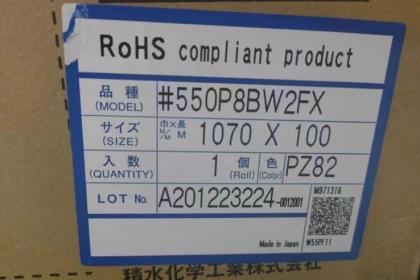 RoHS compliant product
品種 (MODEL) #550P8BW2FX
サイズ (SIZE) 巾×長 M/M M 1070 X 100
入数 (QUANTITY) 1 個 (Roll) 色 (Color) PZ82
LOT No. A201223224-0012001
M971316
Made in Japan W55PF11
積水化学工業株式会社